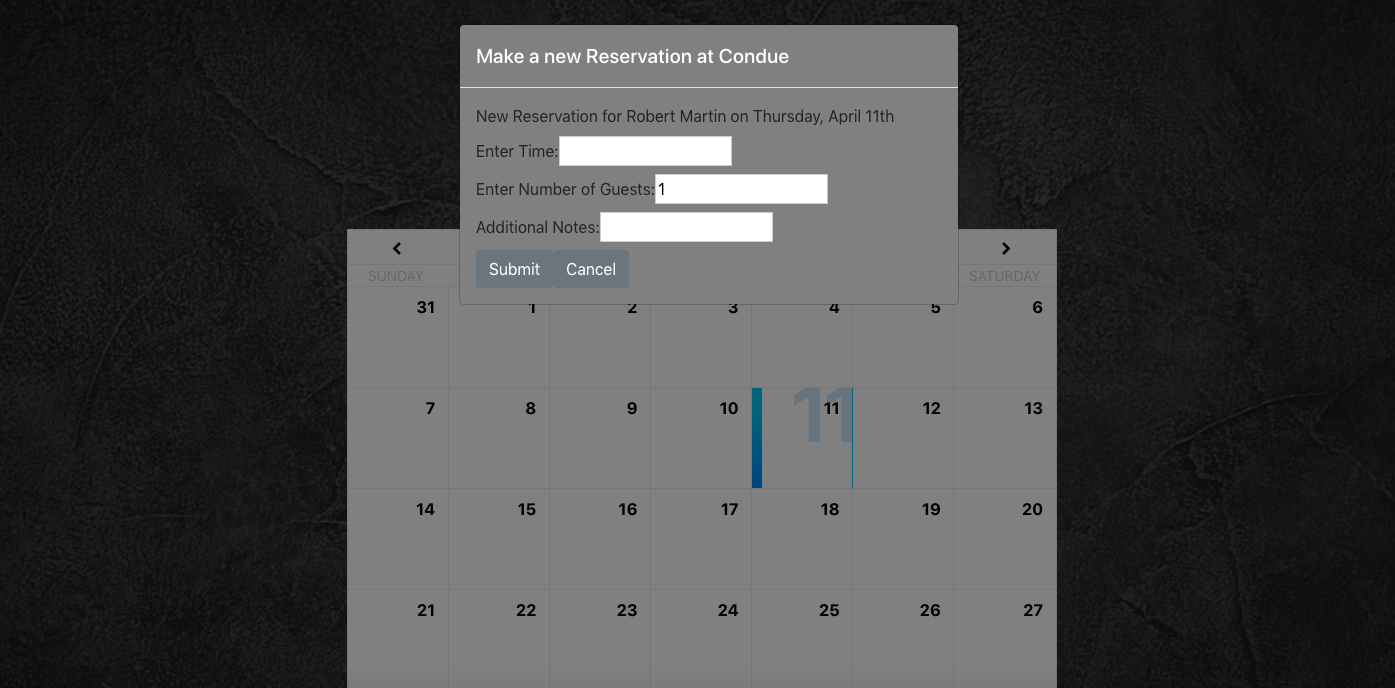 Make a new Reservation at Condue
New Reservation for Robert Martin on Thursday, April 11th
Enter Time:
Enter Number of Guests: 1
Additional Notes:
Submit Cancel
SUNDAY SATURDAY
31 1 2 3 4 5 6
7 8 9 10 11 11 12 13
14 15 16 17 18 19 20
21 22 23 24 25 26 27